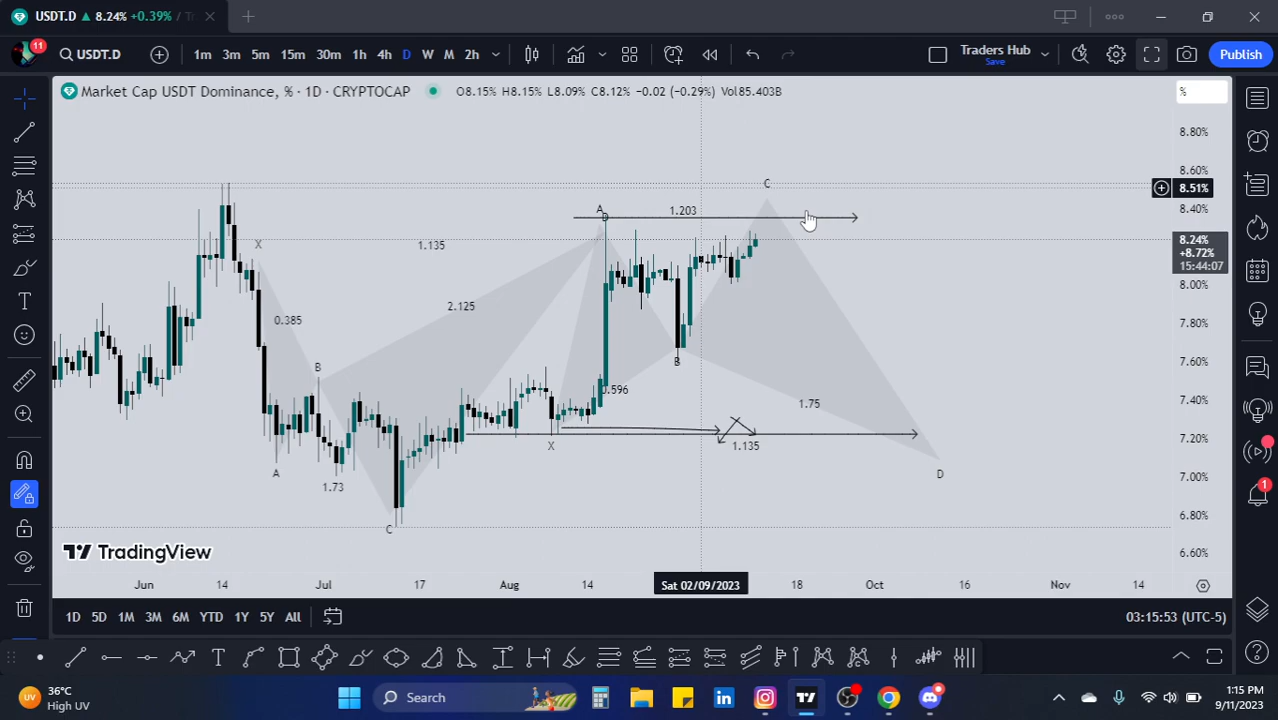 USDT.D ▲ 8.24% +0.39% / Tr
11
USDT.D
1m 3m 5m 15m 30m 1h 4h D W M 2h
Traders Hub
Save
Publish
Market Cap USDT Dominance, % · 1D · CRYPTOCAP
O8.15% H8.15% L8.09% C8.12% −0.02 (−0.29%) Vol85.403B
%
8.80%
8.60%
8.51%
8.40%
8.24%
+8.72%
15:44:07
8.00%
7.80%
7.60%
7.40%
7.20%
7.00%
6.80%
6.60%
C
A
D
1.203
X
1.135
2.125
0.385
B
B
0.596
1.75
X
1.135
A
1.73
C
D
TradingView
Jun 14 Jul 17 Aug 14 Sat 02/09/2023 18 Oct 16 Nov 14
1D 5D 1M 3M 6M YTD 1Y 5Y All
03:15:53 (UTC-5)
1
36°C
High UV
Search
1:15 PM
9/11/2023